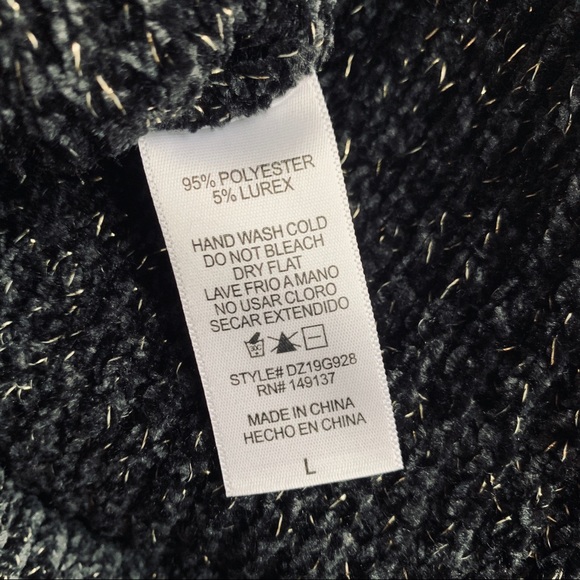 95% POLYESTER
5% LUREX
HAND WASH COLD
DO NOT BLEACH
DRY FLAT
LAVE FRIO A MANO
NO USAR CLORO
SECAR EXTENDIDO
STYLE# DZ19G928
RN# 149137
MADE IN CHINA
HECHO EN CHINA
L